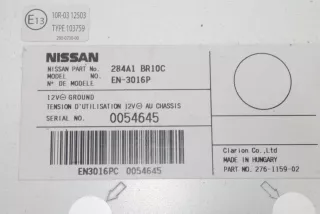 E13
10R-03 12503
TYPE 103759
NISSAN
NISSAN PART No. 284A1 BR10C
MODEL NO. EN-3016P
N° DE MODELE
12V⎓ GROUND
TENSION D'UTILISATION 12V⎓ AU CHASSIS
SERIAL NO. 0054645
EN3016PC 0054645
Clarion Co.,Ltd.
MADE IN HUNGARY
PART NO. 276-1159-02